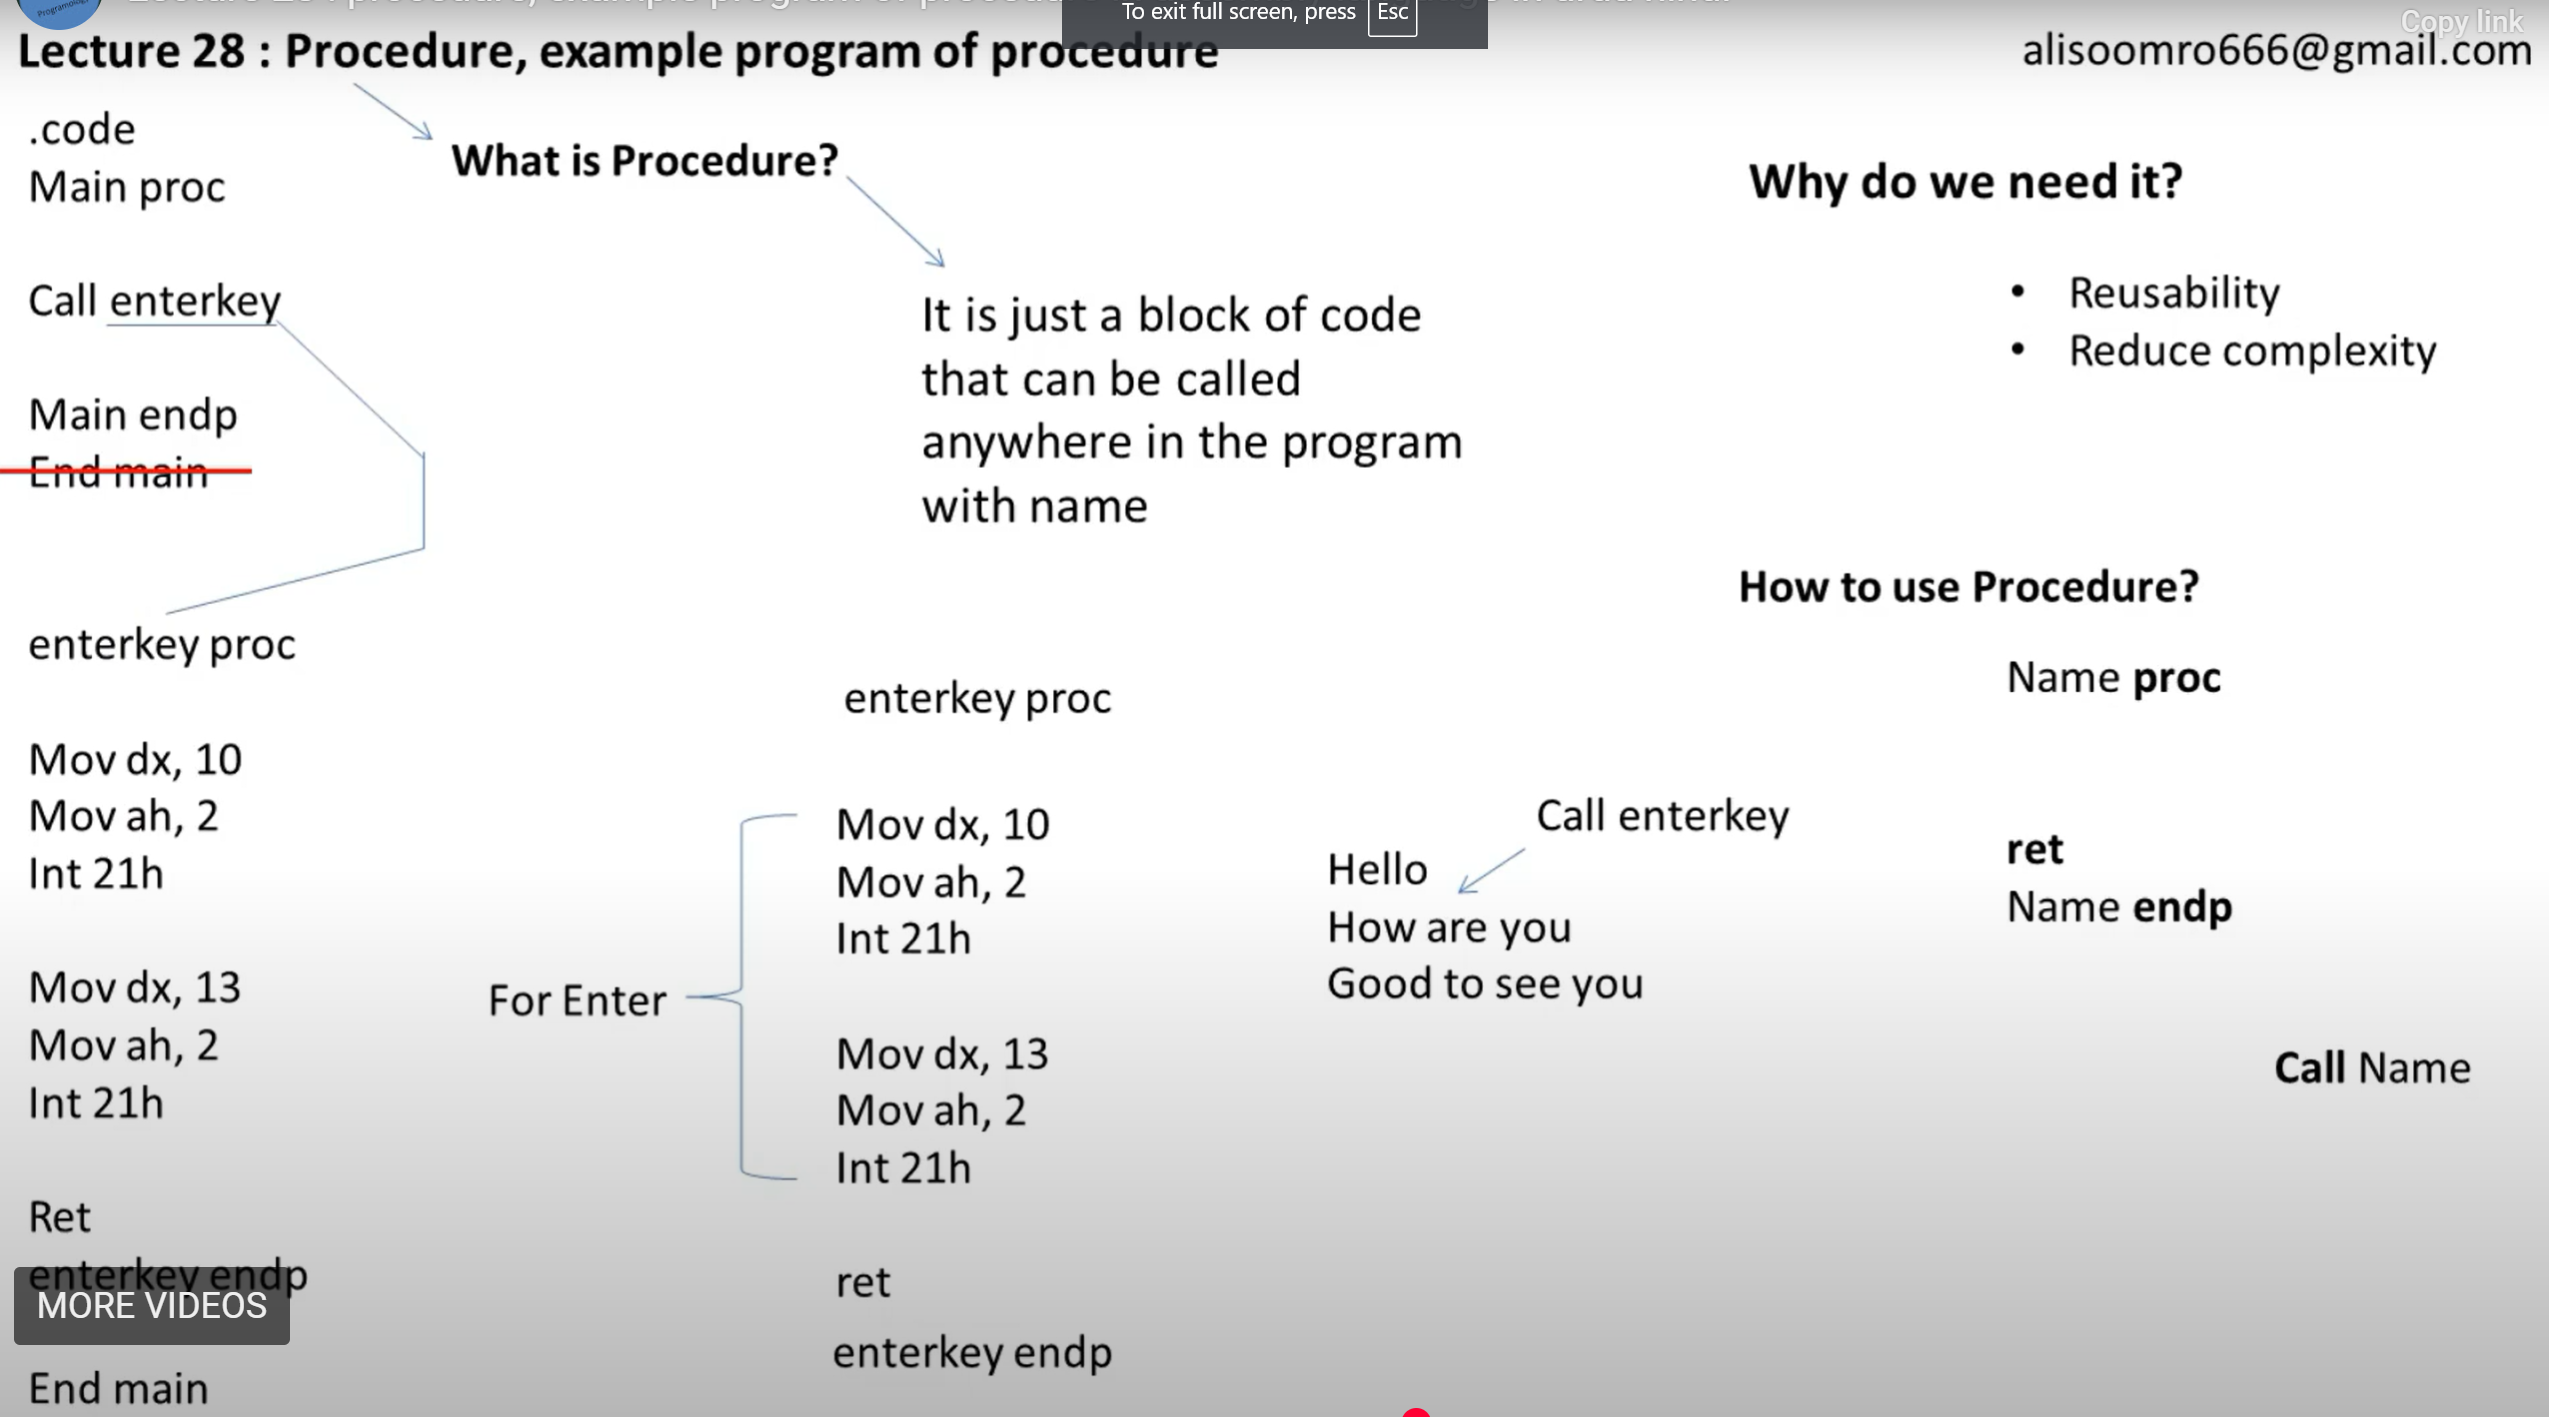 Programology
To exit full screen, press Esc
Copy link
Lecture 28 : Procedure, example program of procedure
alisoomro666@gmail.com
.code
Main proc
Call enterkey
Main endp
End main
enterkey proc
Mov dx, 10
Mov ah, 2
Int 21h
Mov dx, 13
Mov ah, 2
Int 21h
Ret
enterkey endp
MORE VIDEOS
End main
What is Procedure?
It is just a block of code
that can be called
anywhere in the program
with name
For Enter
enterkey proc
Mov dx, 10
Mov ah, 2
Int 21h
Mov dx, 13
Mov ah, 2
Int 21h
ret
enterkey endp
Call enterkey
Hello
How are you
Good to see you
Why do we need it?
• Reusability
• Reduce complexity
How to use Procedure?
Name proc
ret
Name endp
Call Name